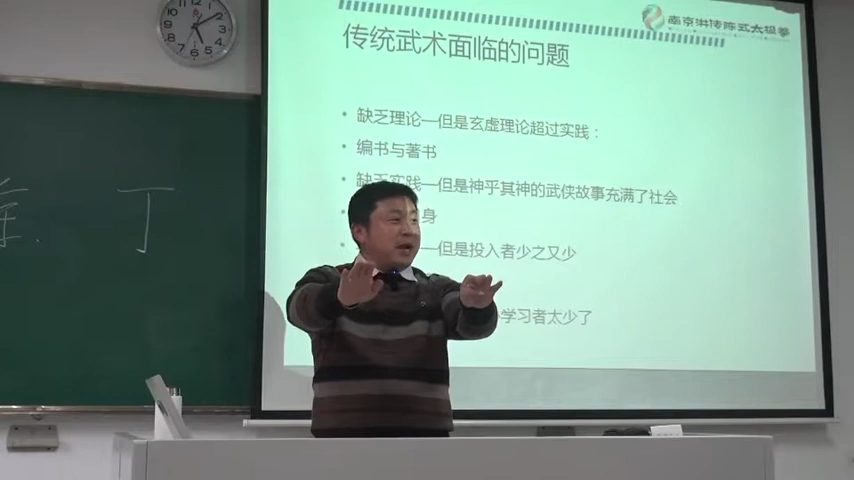 南京洪传陈式太极拳
传统武术面临的问题
• 缺乏理论—但是玄虚理论超过实践：
• 编书与著书
• 缺乏实践—但是神乎其神的武侠故事充满了社会
身
—但是投入者少之又少
学习者太少了
丁